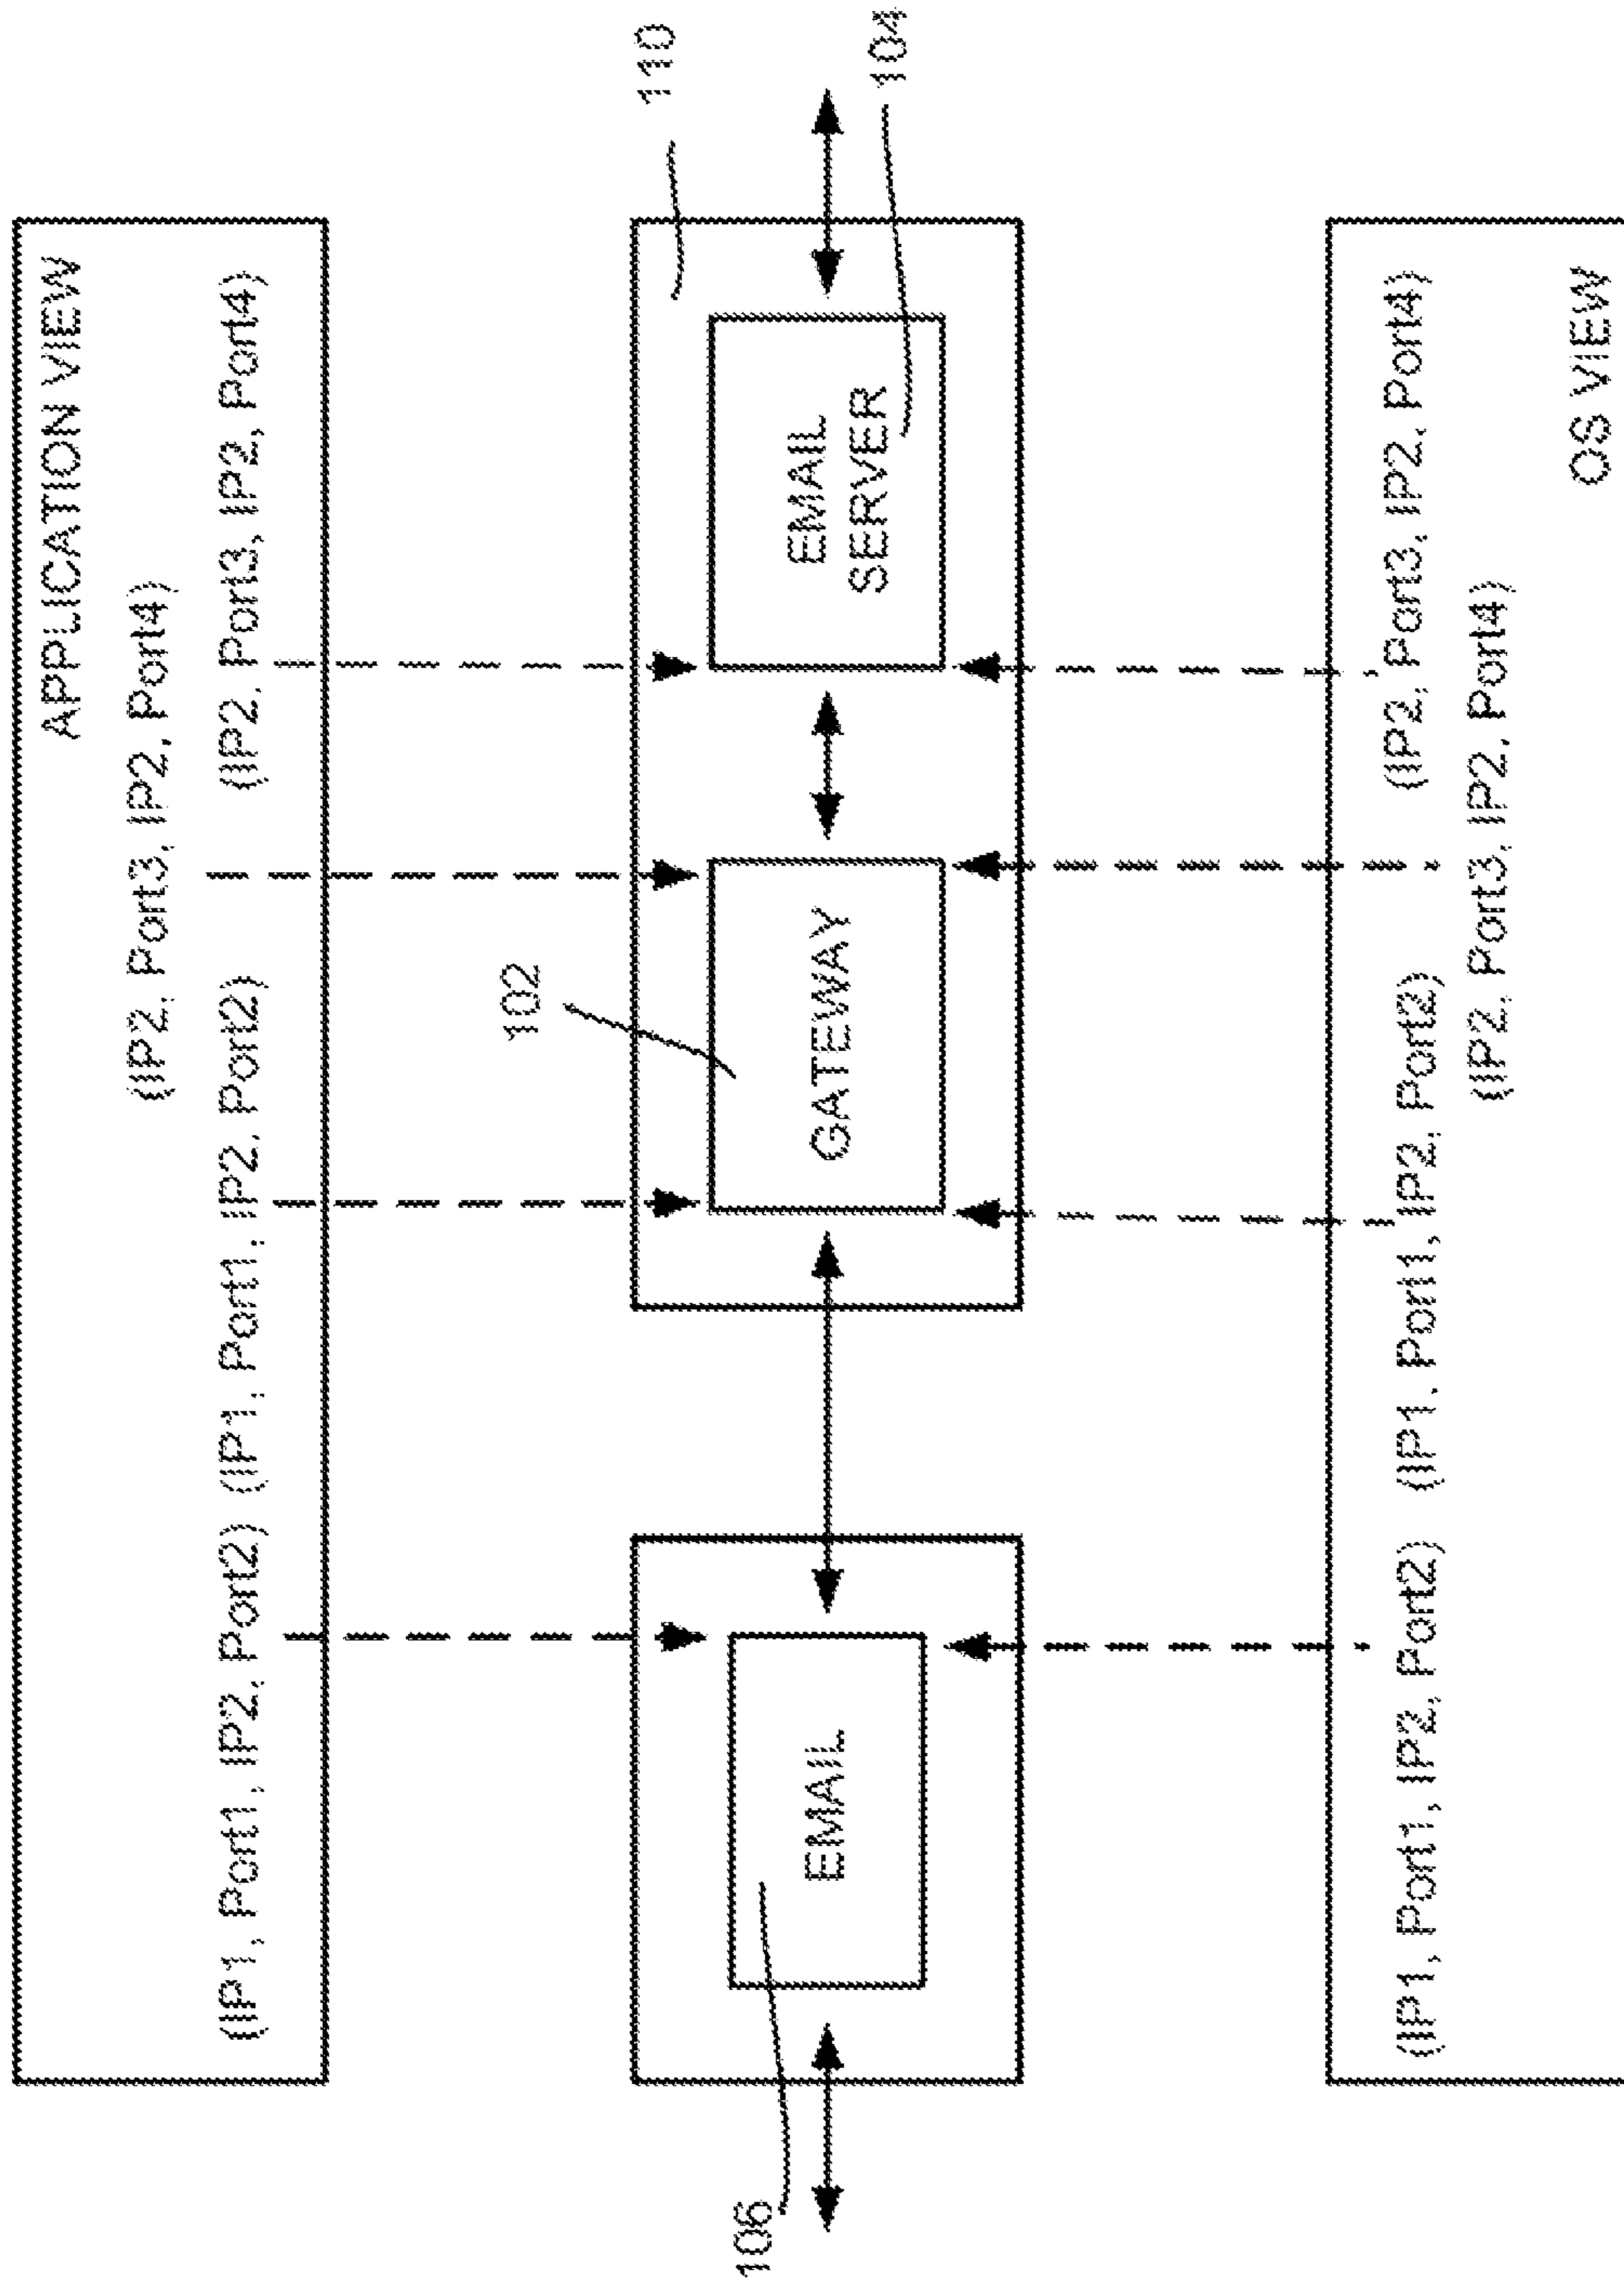 APPLICATION VIEW
(IP2, Port3, IP2, Port4)
(IP1, Port1, IP2, Port2) (IP1, Port1, IP2, Port2) (IP2, Port3, IP2, Port4)
102
110
106
EMAIL
GATEWAY
EMAIL
SERVER
104
(IP1, Port1, IP2, Port2) (IP1, Port1, IP2, Port2) (IP2, Port3, IP2, Port4)
(IP2, Port3, IP2, Port4)
OS VIEW